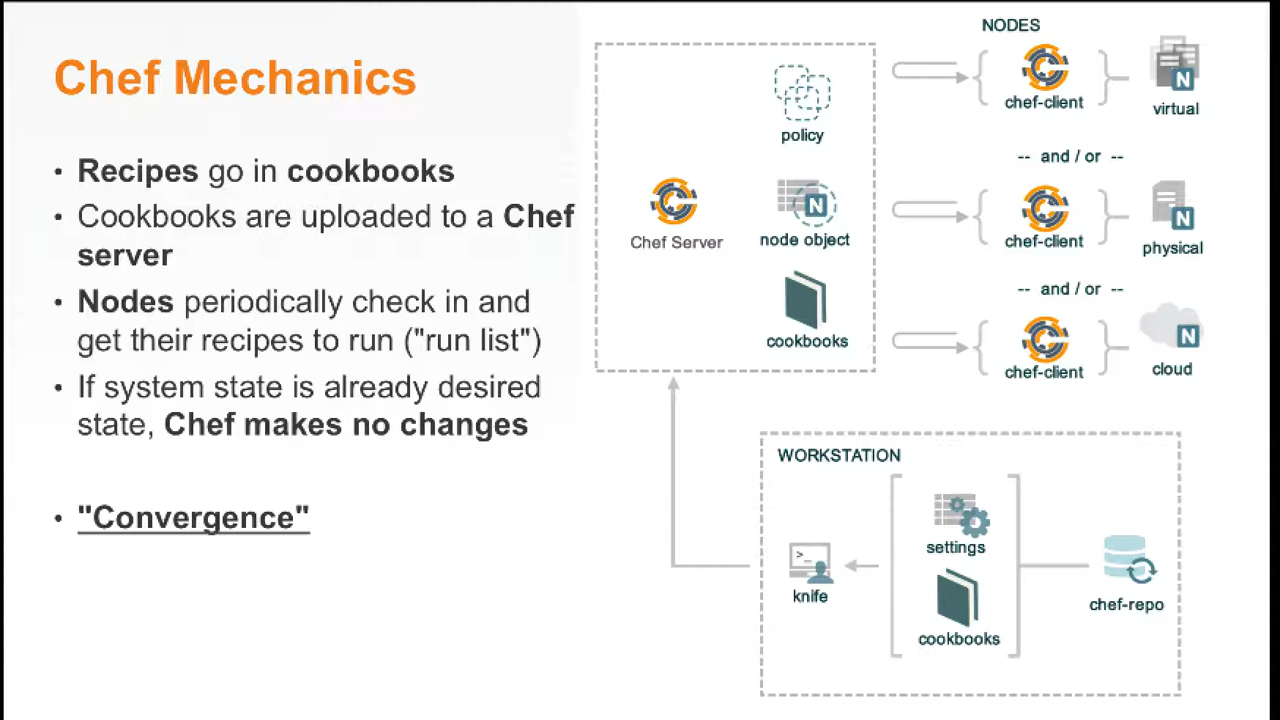 Chef Mechanics
• Recipes go in cookbooks
• Cookbooks are uploaded to a Chef
server
• Nodes periodically check in and
get their recipes to run ("run list")
• If system state is already desired
state, Chef makes no changes
• "Convergence"
policy
Chef Server
N
node object
cookbooks
NODES
chef-client
N
virtual
-- and / or --
chef-client
N
physical
-- and / or --
chef-client
N
cloud
WORKSTATION
>_
knife
settings
cookbooks
chef-repo